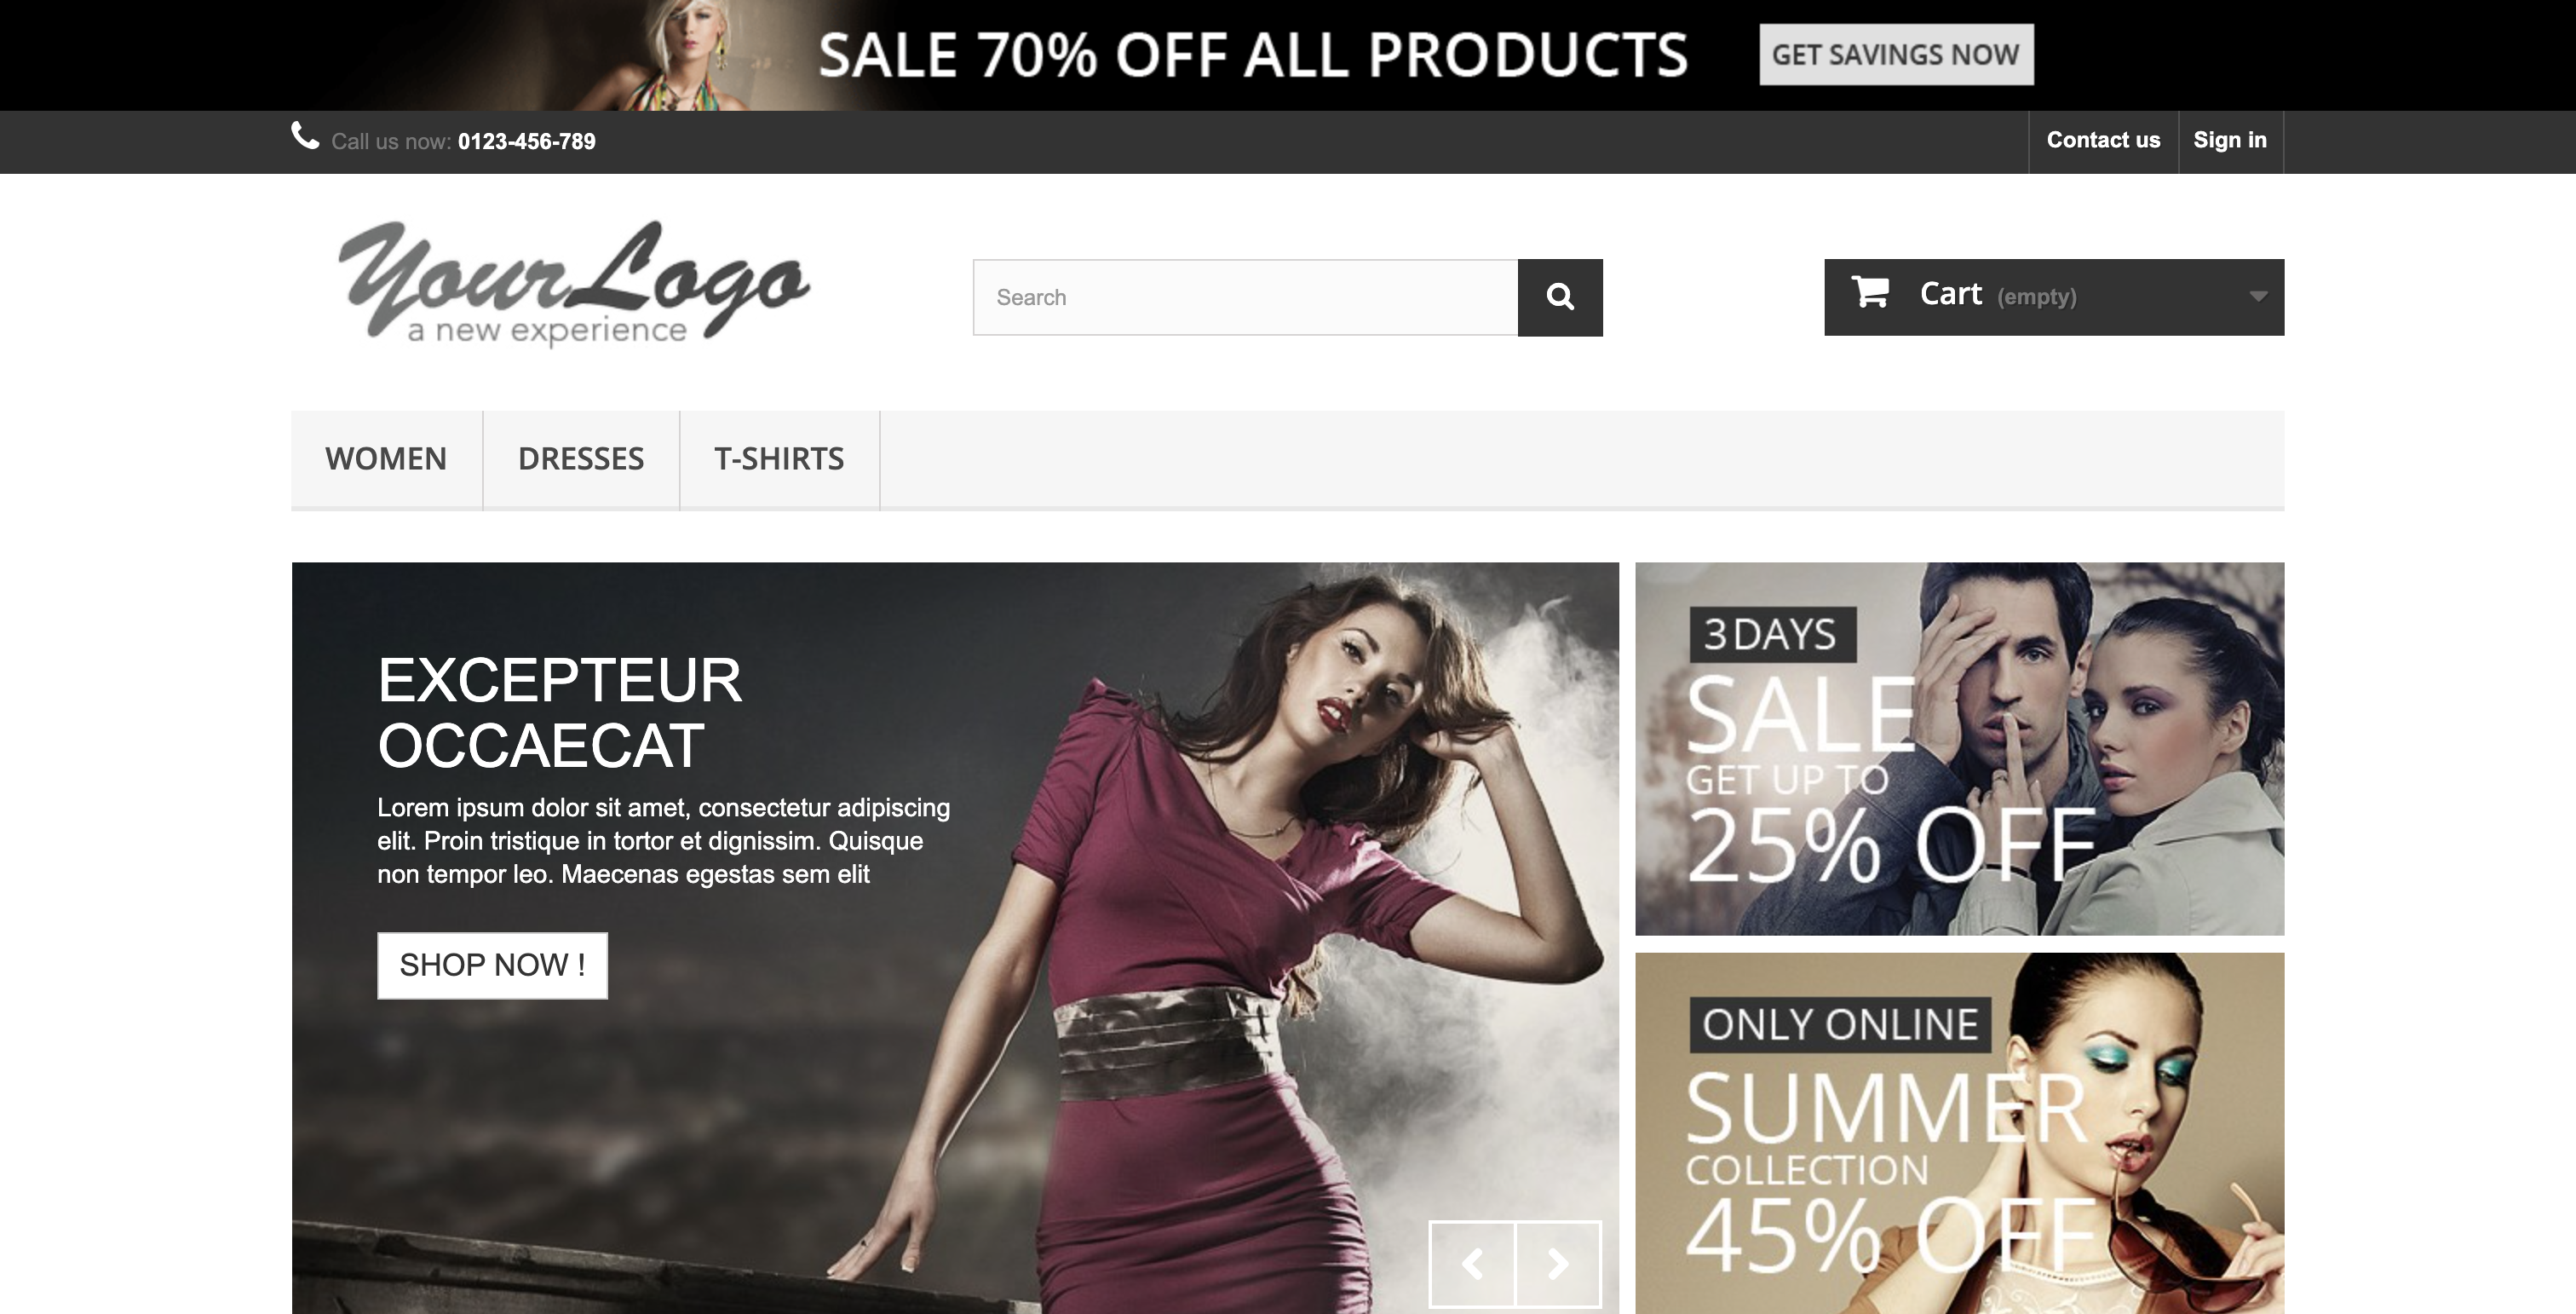 SALE 70% OFF ALL PRODUCTS
GET SAVINGS NOW
Call us now: 0123-456-789
Contact us
Sign in
YourLogo
a new experience
Search
Cart (empty)
WOMEN
DRESSES
T-SHIRTS
EXCEPTEUR
OCCAECAT
Lorem ipsum dolor sit amet, consectetur adipiscing
elit. Proin tristique in tortor et dignissim. Quisque
non tempor leo. Maecenas egestas sem elit
SHOP NOW !
3 DAYS
SALE
GET UP TO
25% OFF
ONLY ONLINE
SUMMER
COLLECTION
45% OFF